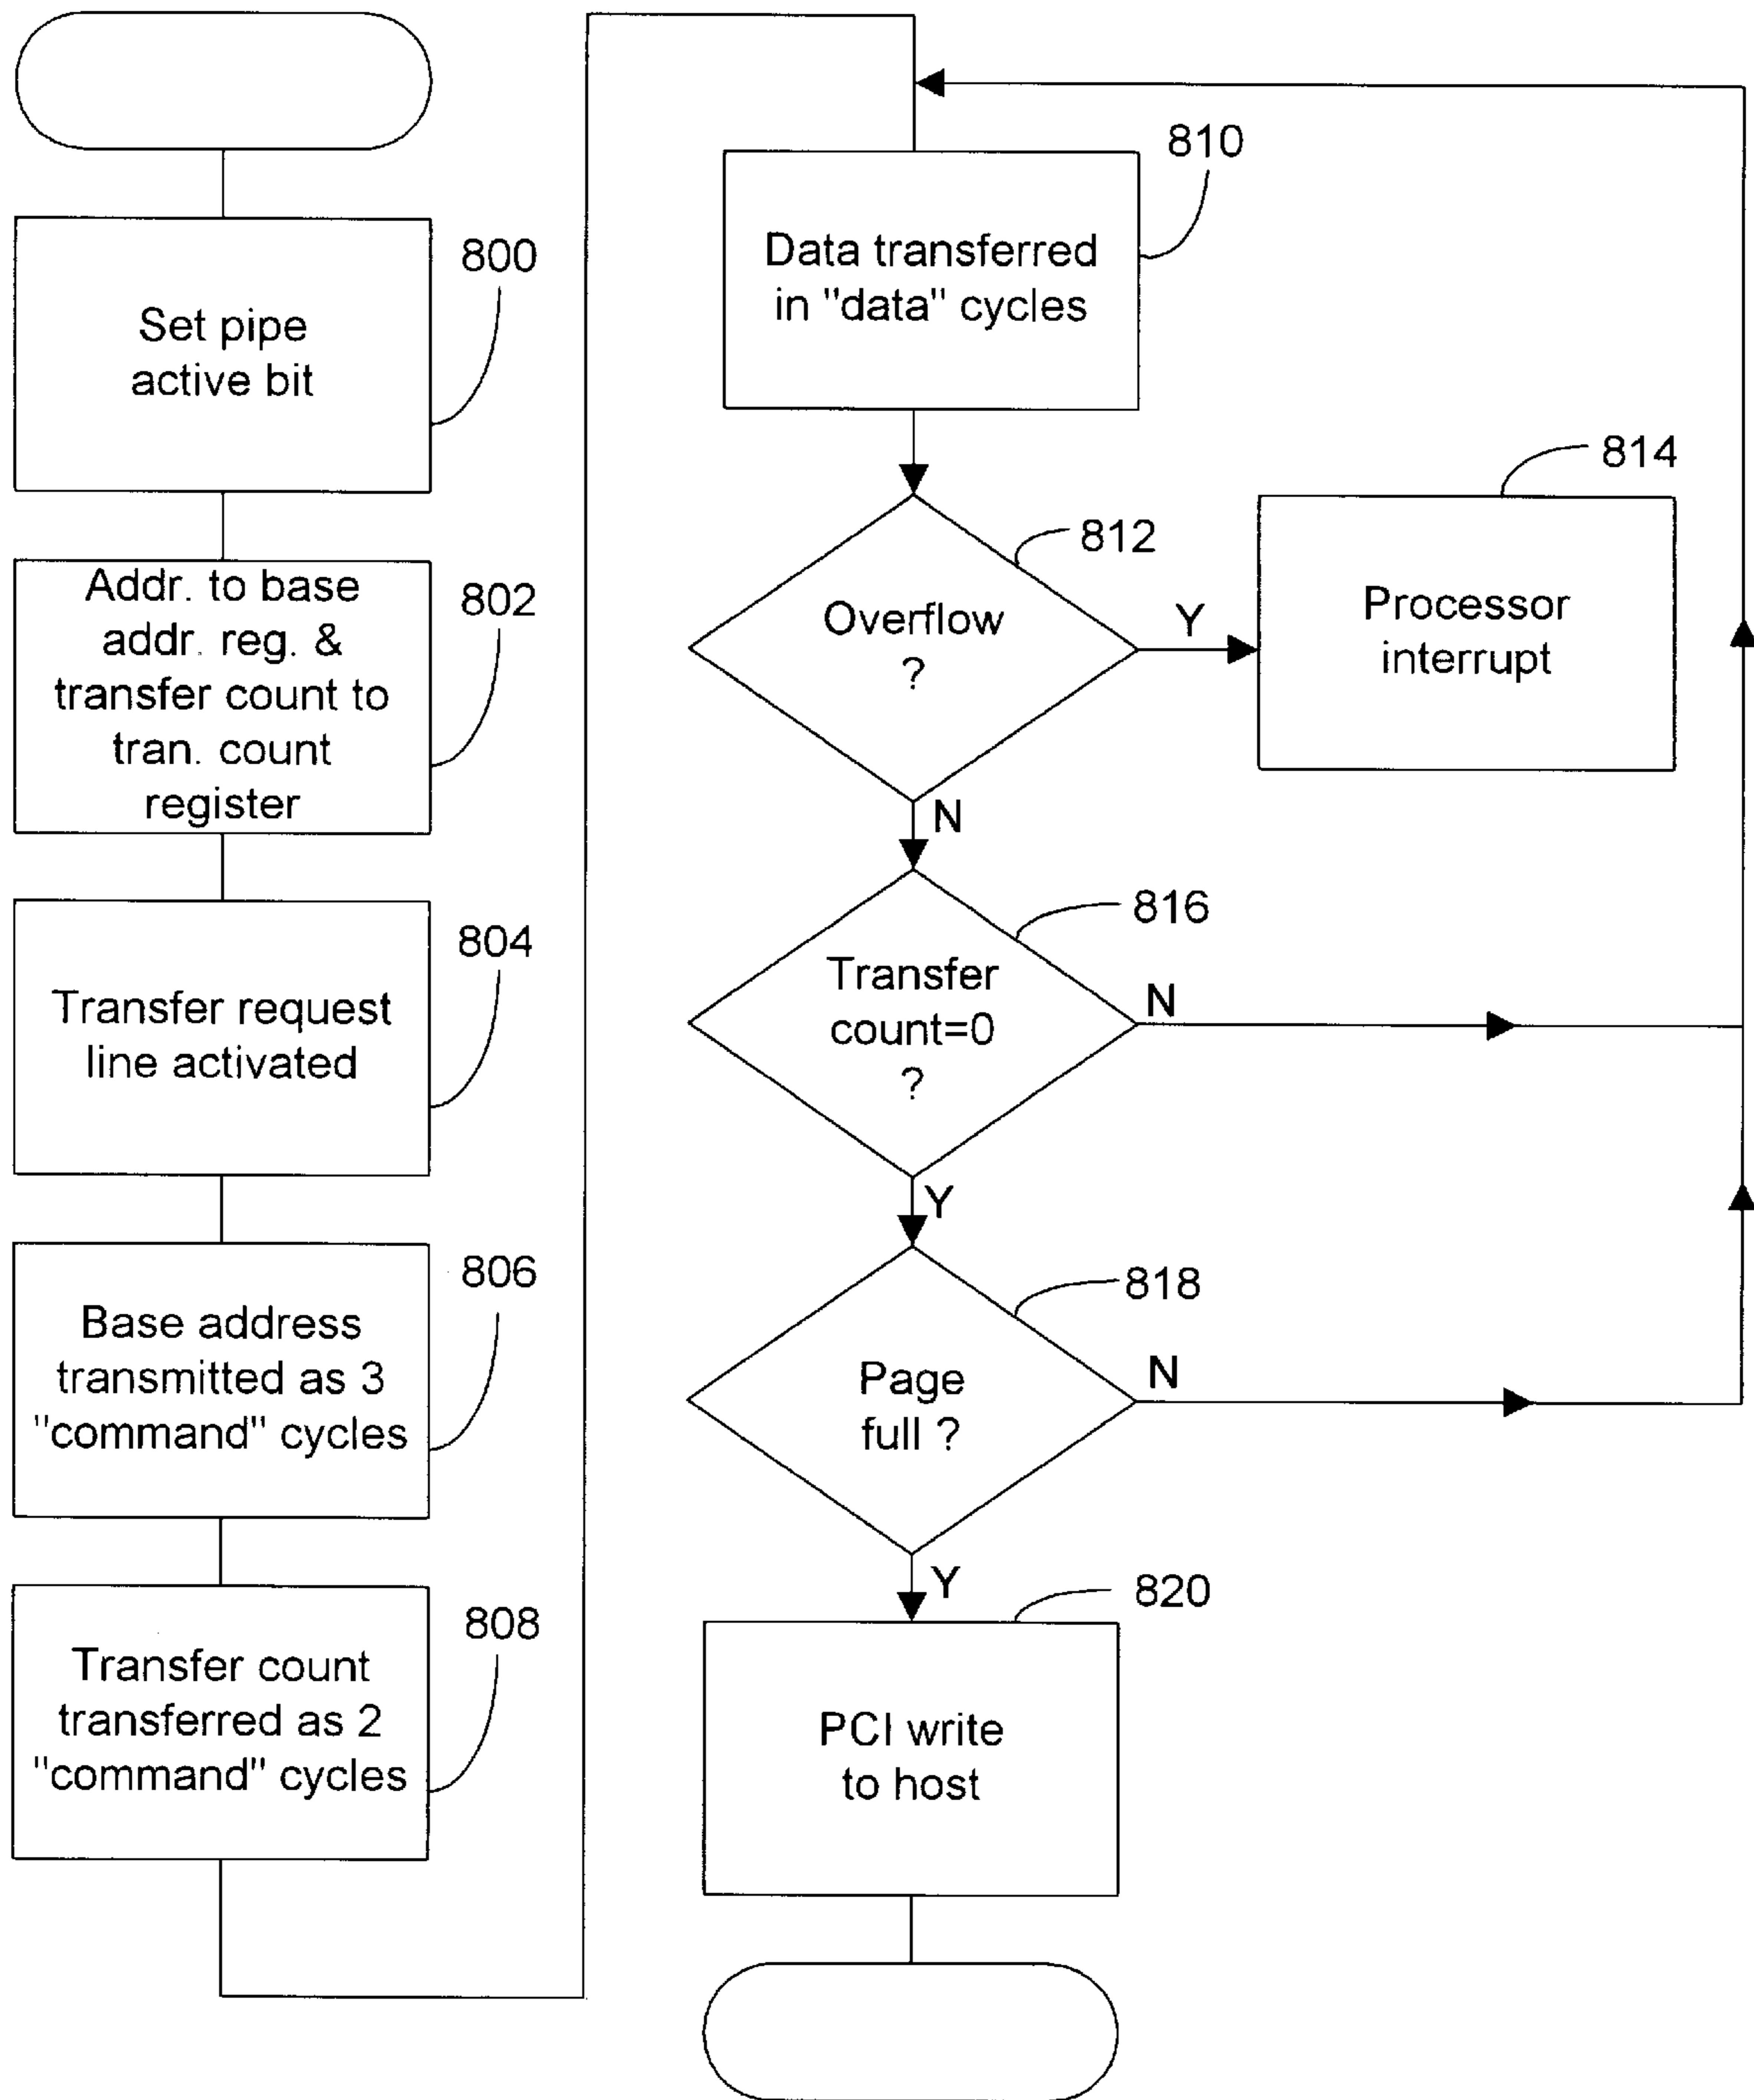 800
Set pipe
active bit
802
Addr. to base
addr. reg. &
transfer count to
tran. count
register
804
Transfer request
line activated
806
Base address
transmitted as 3
"command" cycles
808
Transfer count
transferred as 2
"command" cycles
810
Data transferred
in "data" cycles
812
Overflow
?
Y
N
814
Processor
interrupt
816
Transfer
count=0
?
N
Y
818
Page
full ?
N
Y
820
PCI write
to host